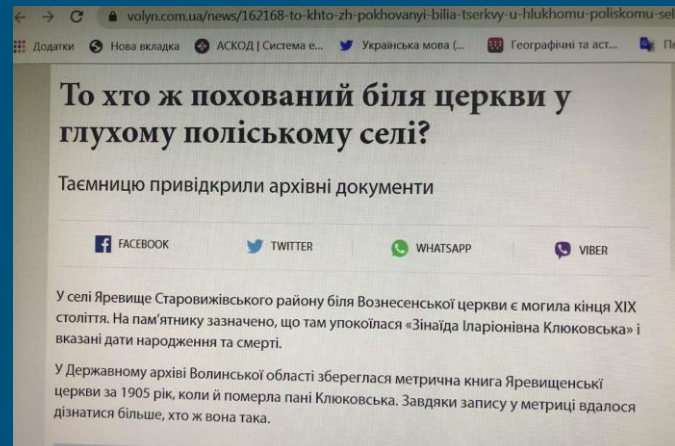 volyn.com.ua/news/162168-to-khto-zh-pokhovanyi-bilia-tserkvy-u-hlukhomu-poliskomu-sel
Додатки Нова вкладка АСКОД | Система е... Українська мова (... Географічні та аст...
То хто ж похований біля церкви у
глухому поліському селі?
Таємницю привідкрили архівні документи
FACEBOOK TWITTER WHATSAPP VIBER
У селі Яревище Старовижівського району біля Вознесенської церкви є могила кінця ХІХ
століття. На пам’ятнику зазначено, що там упокоїлася «Зінаїда Іларіонівна Клюковська» і
вказані дати народження та смерті.
У Державному архіві Волинської області збереглася метрична книга Яревищенскї
церкви за 1905 рік, коли й померла пані Клюковська. Завдяки запису у метриці вдалося
дізнатися більше, хто ж вона така.